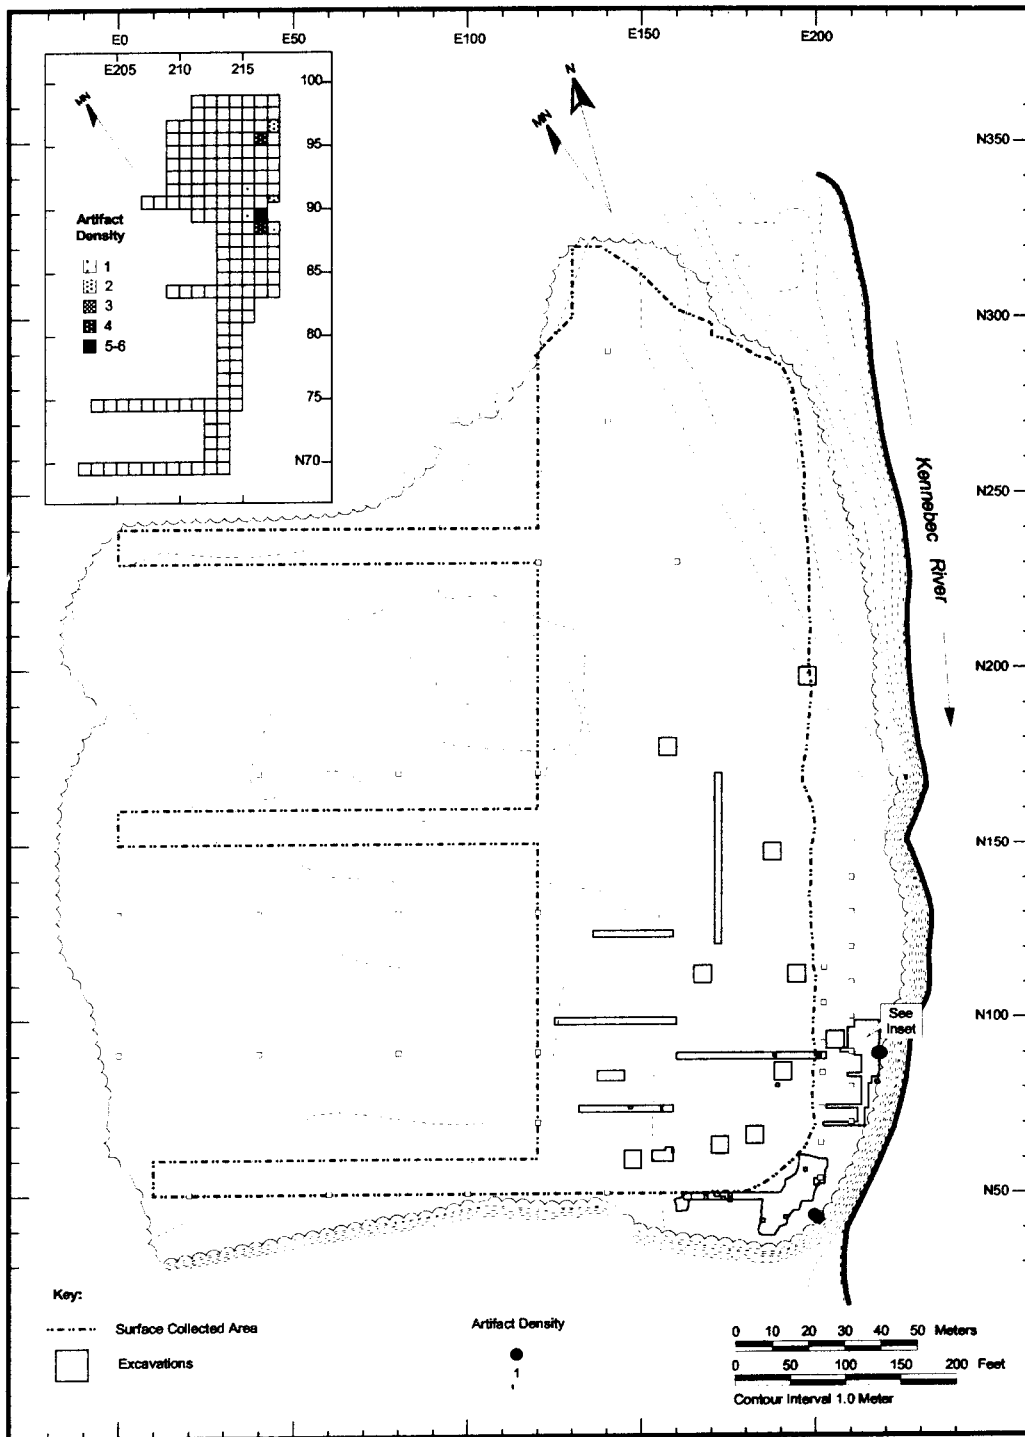 E0 E50 E100 E150 E200
E205 210 215
100
95
90
85
80
75
N70
MN
Artifact
Density
1
2
3
4
5-6
N
MN
N350
N300
N250
N200
N150
N100
N50
Kennebec River
See
Inset
Key:
Surface Collected Area
Excavations
Artifact Density
1
0 10 20 30 40 50 Meters
0 50 100 150 200 Feet
Contour Interval 1.0 Meter